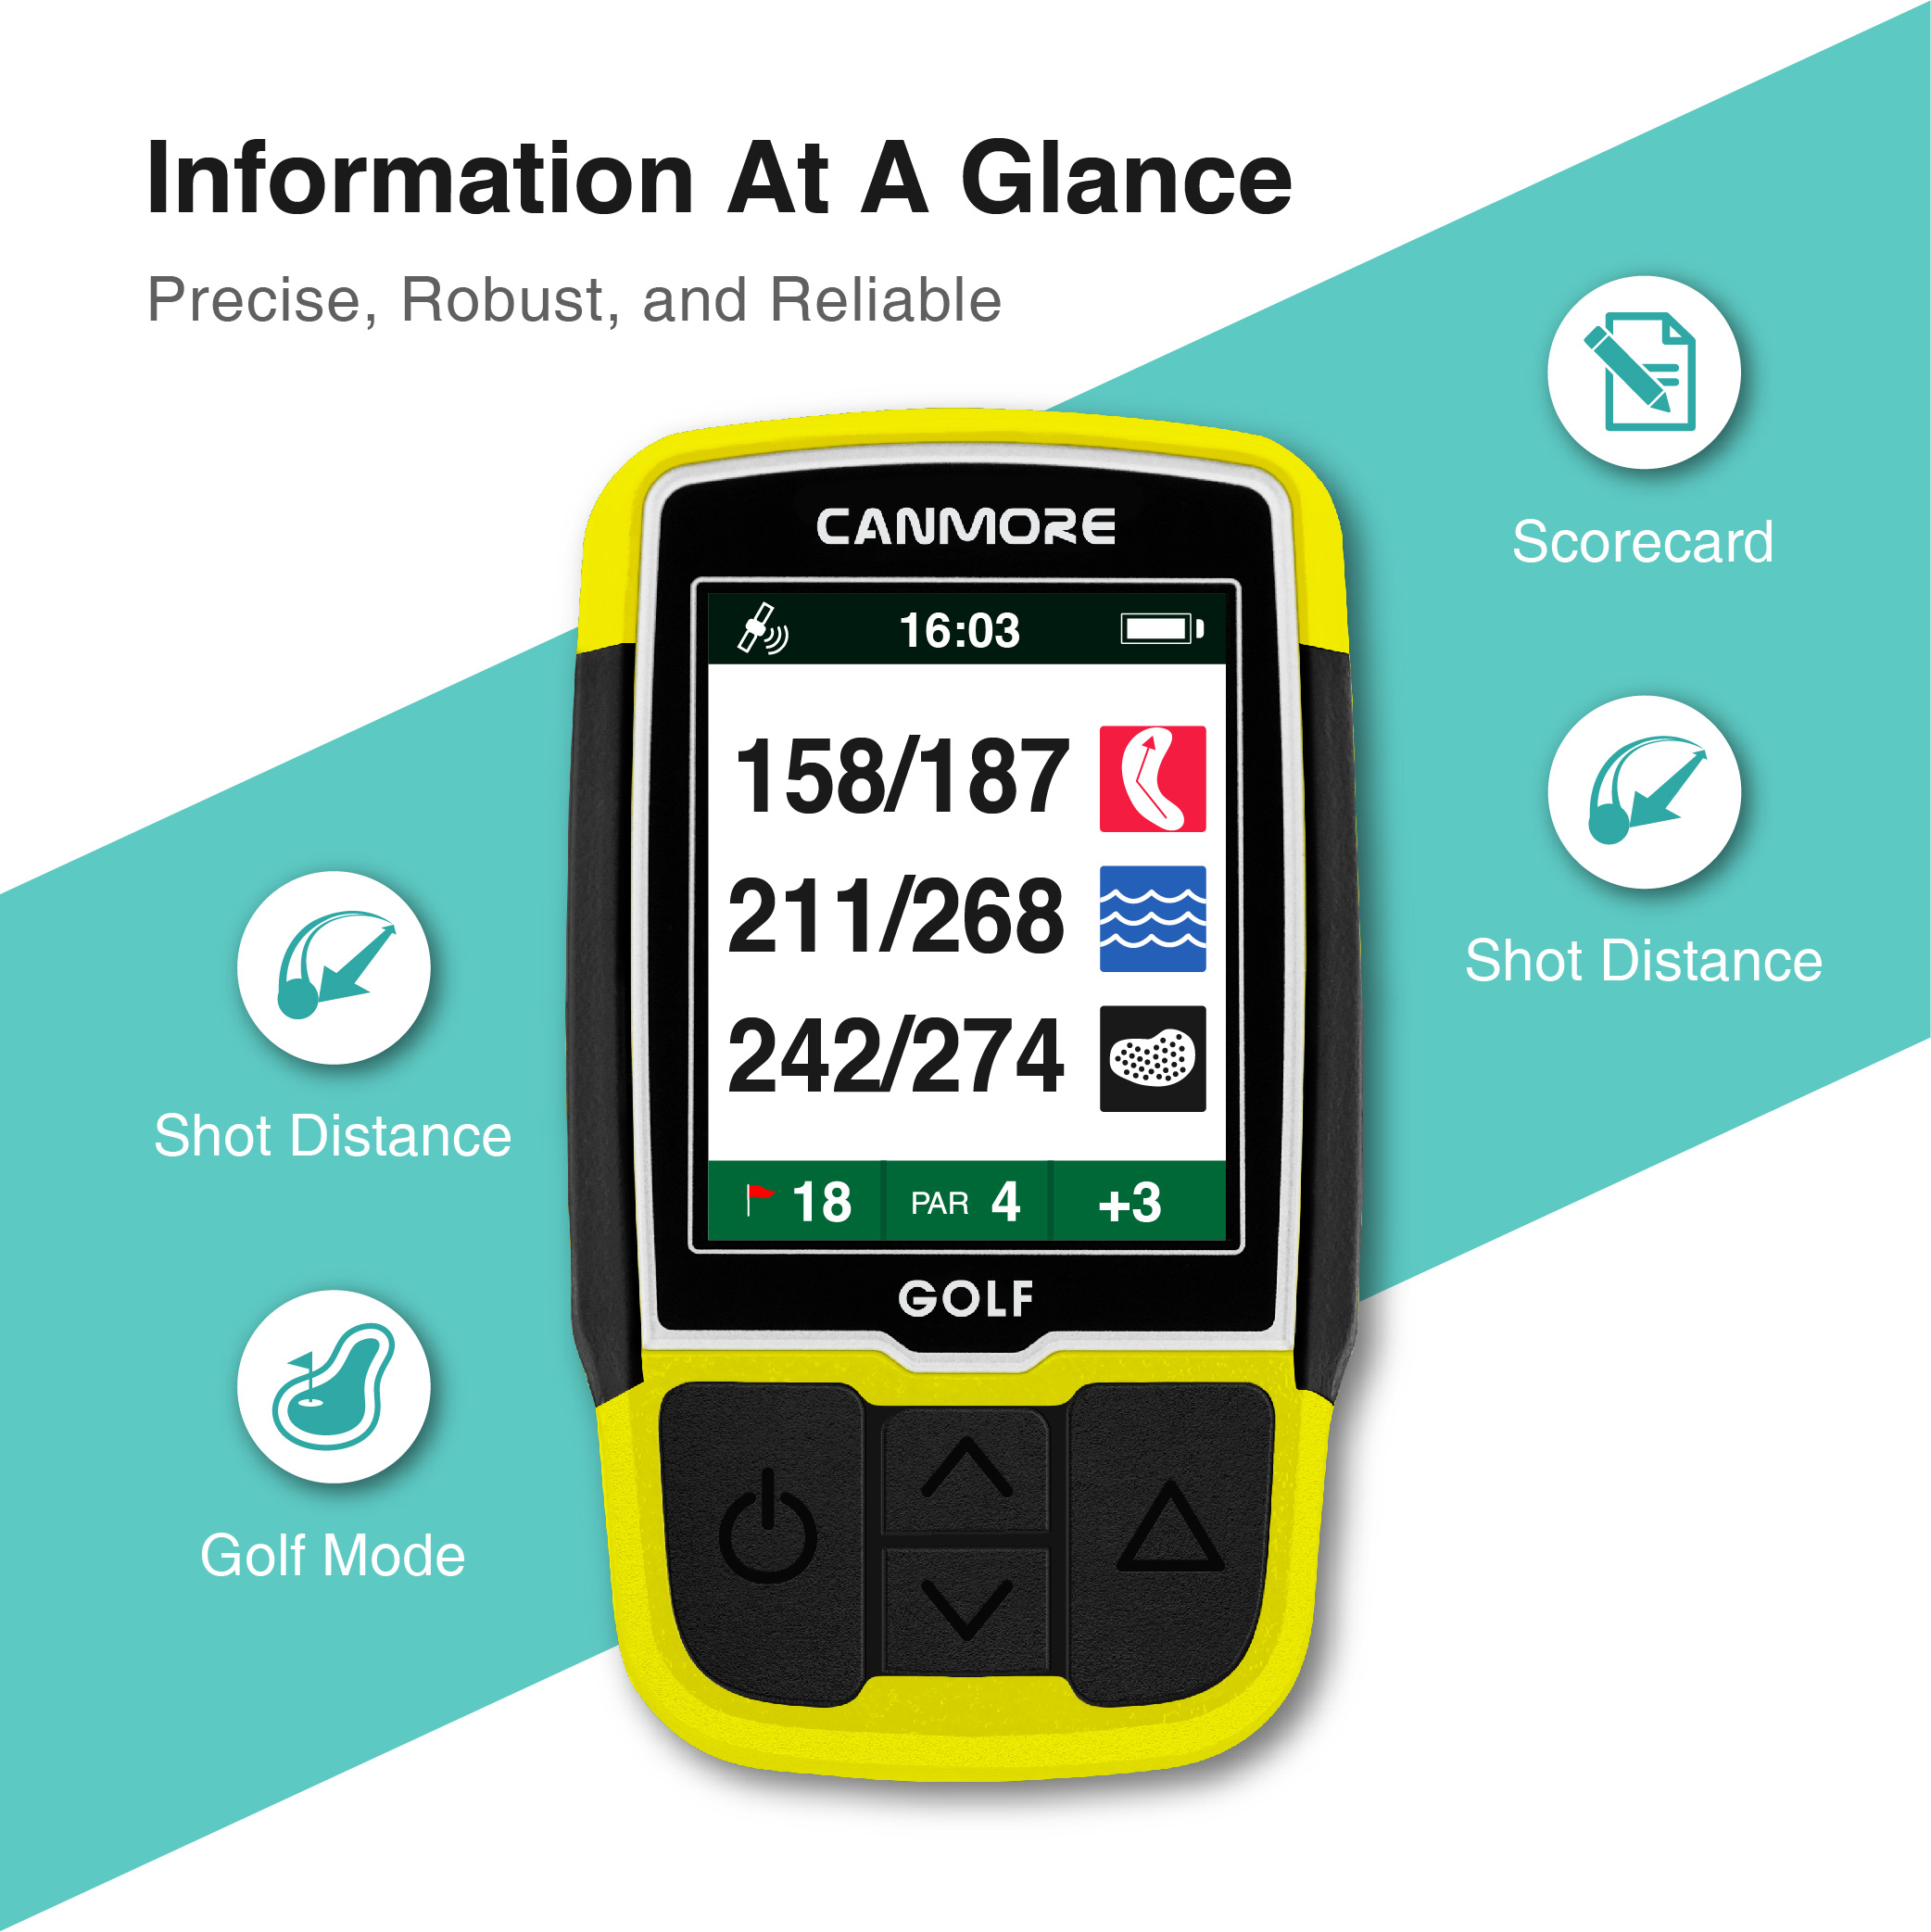 Information At A Glance
Precise, Robust, and Reliable
Scorecard
Shot Distance
Shot Distance
Golf Mode
CANMORE
16:03
158/187
211/268
242/274
18 PAR 4 +3
GOLF